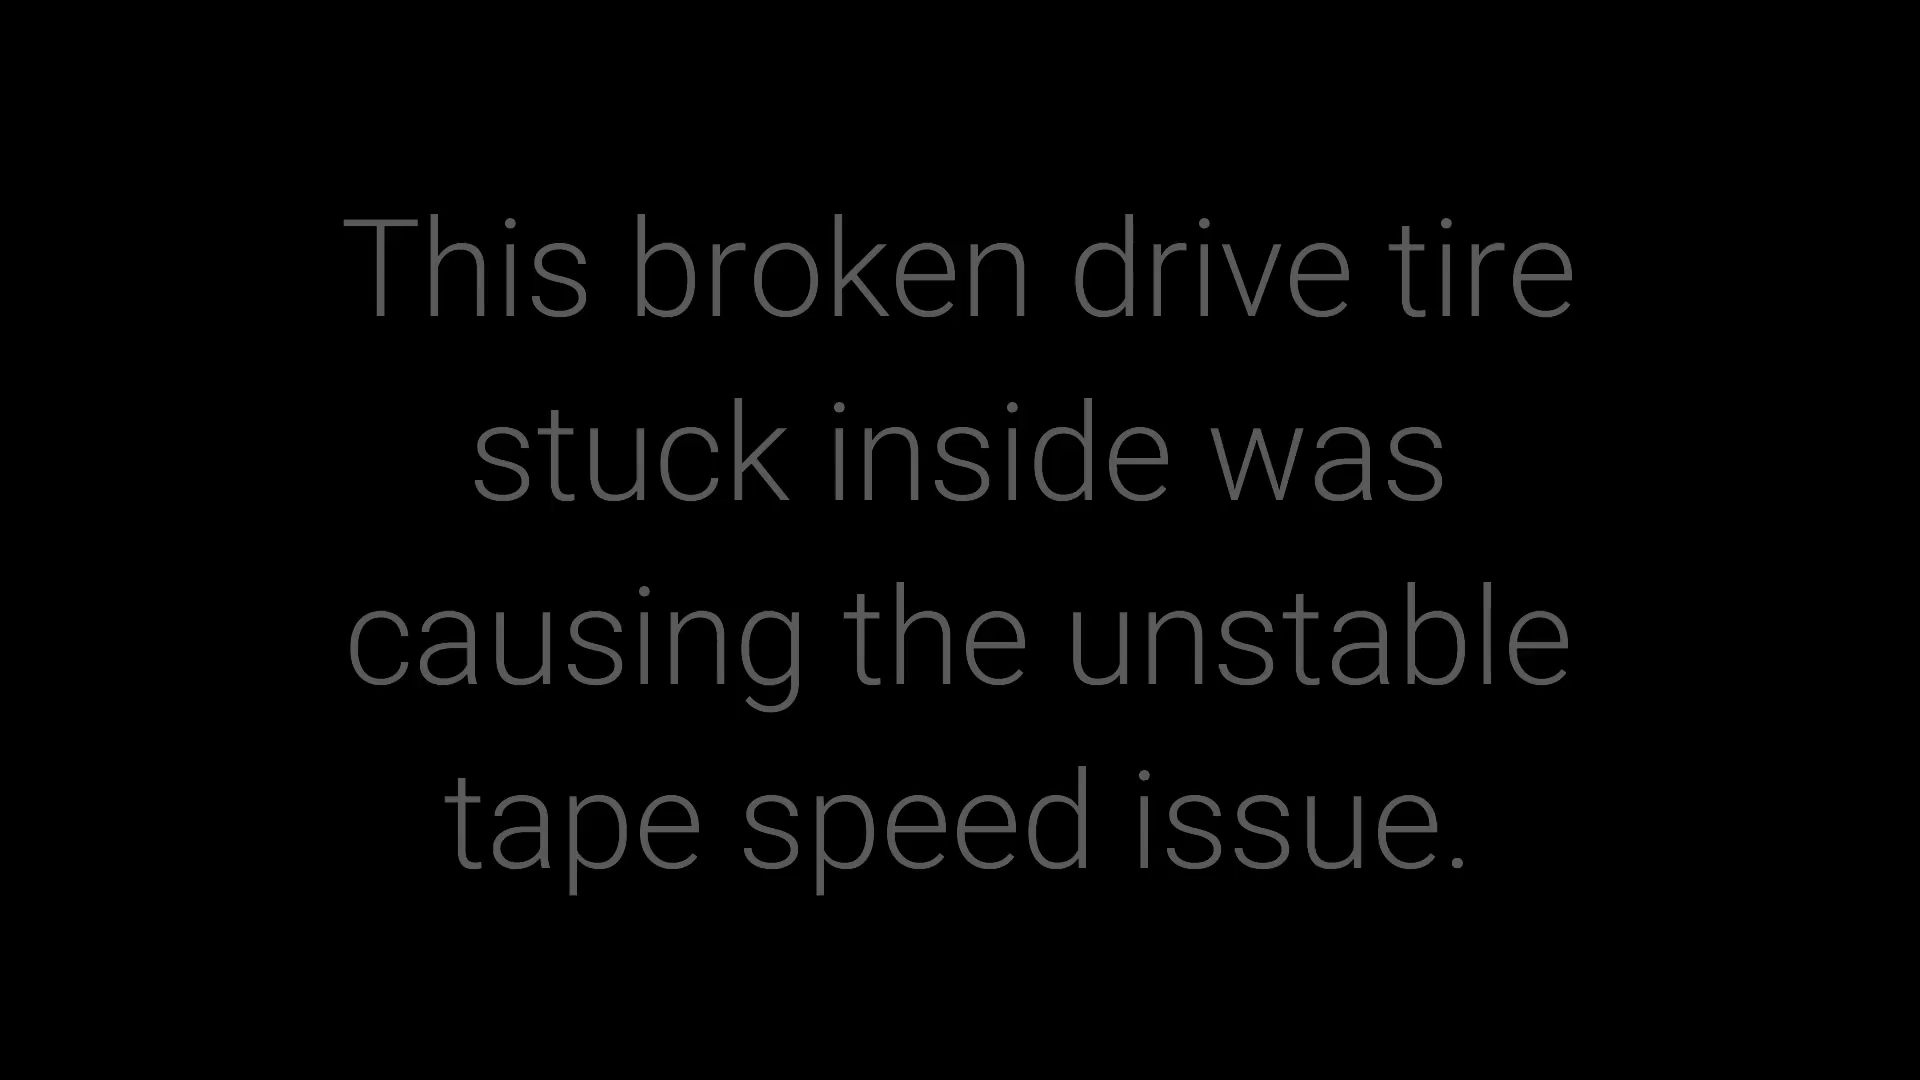 This broken drive tire
stuck inside was
causing the unstable
tape speed issue.